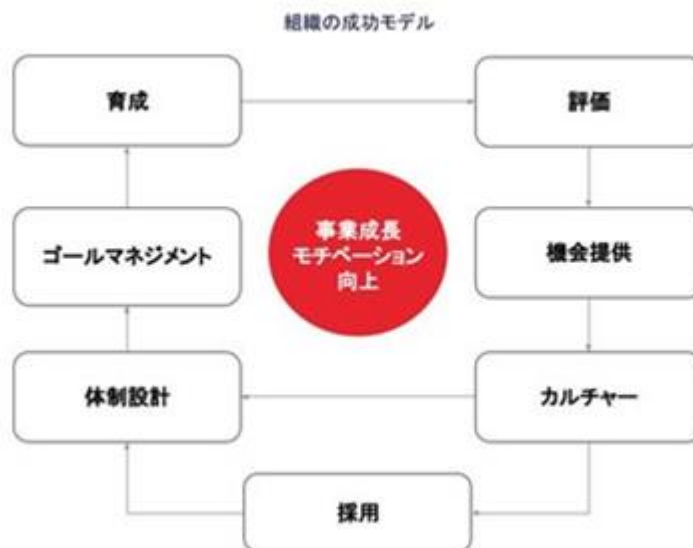 組織の成功モデル
育成
評価
ゴールマネジメント
事業成長
モチベーション
向上
機会提供
体制設計
カルチャー
採用